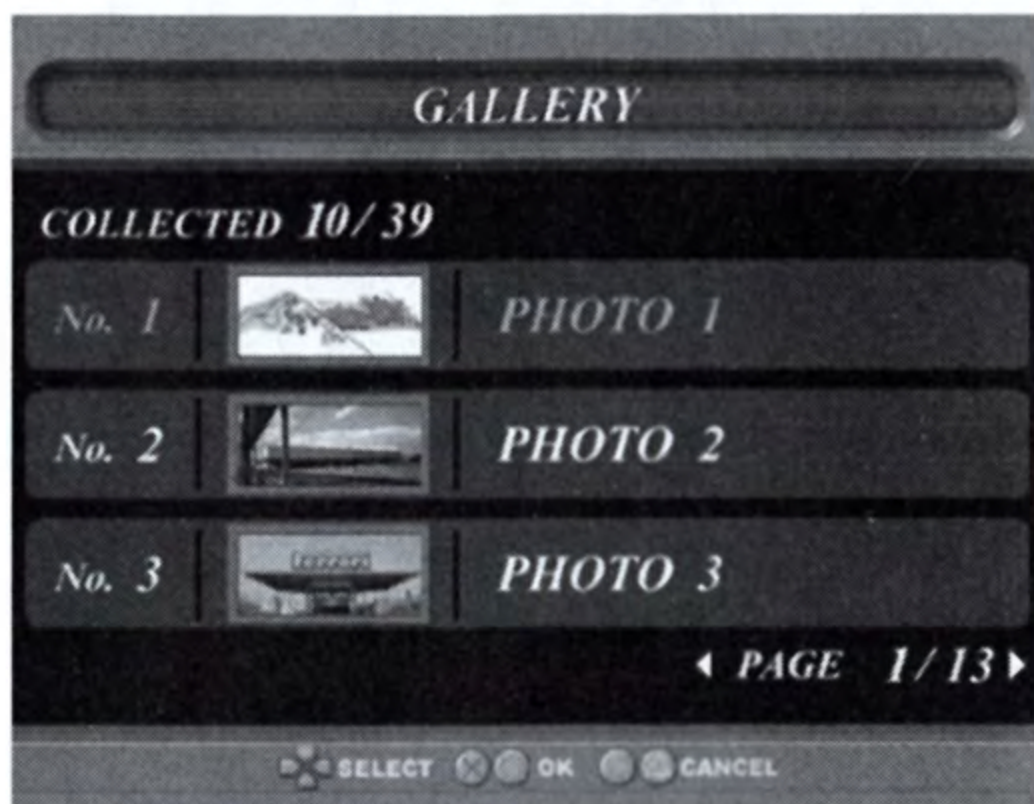 GALLERY
COLLECTED 10/39
No. 1 PHOTO 1
No. 2 PHOTO 2
No. 3 PHOTO 3
PAGE 1/13
SELECT OK CANCEL